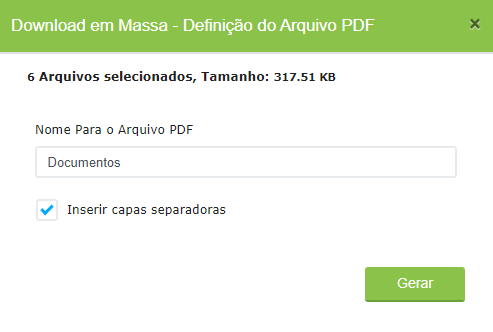 Download em Massa - Definição do Arquivo PDF ×
6 Arquivos selecionados, Tamanho: 317.51 KB
Nome Para o Arquivo PDF
Documentos
Inserir capas separadoras
Gerar